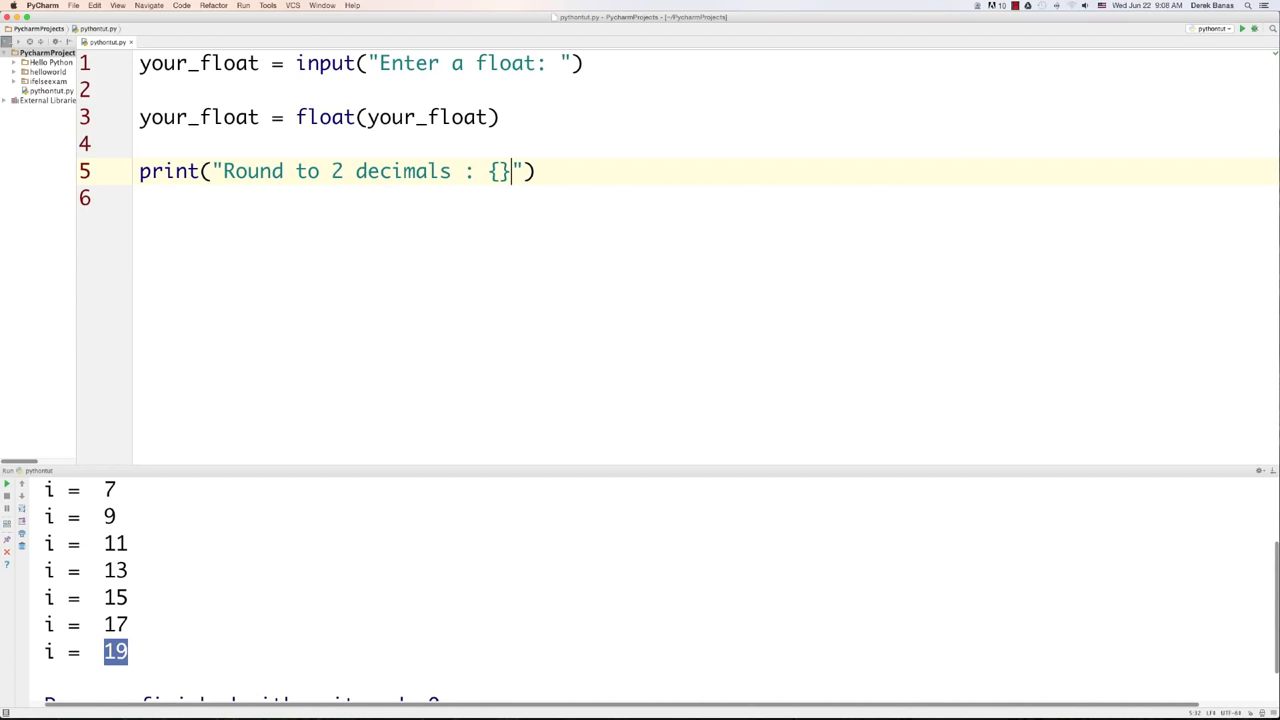 PyCharm File Edit View Navigate Code Refactor Run Tools VCS Window Help
10 Wed Jun 22 9:08 AM Derek Banas
pythontut.py - PycharmProjects - [~/PycharmProjects]
PycharmProjects pythontut.py
pythontut
pythontut.py
PycharmProject
Hello Python
helloworld
ifelseexam
pythontut.py
External Librarie
1 your_float = input("Enter a float: ")
2
3 your_float = float(your_float)
4
5 print("Round to 2 decimals : {}")
6
Run pythontut
i = 7
i = 9
i = 11
i = 13
i = 15
i = 17
i = 19
5:32 LF UTF-8